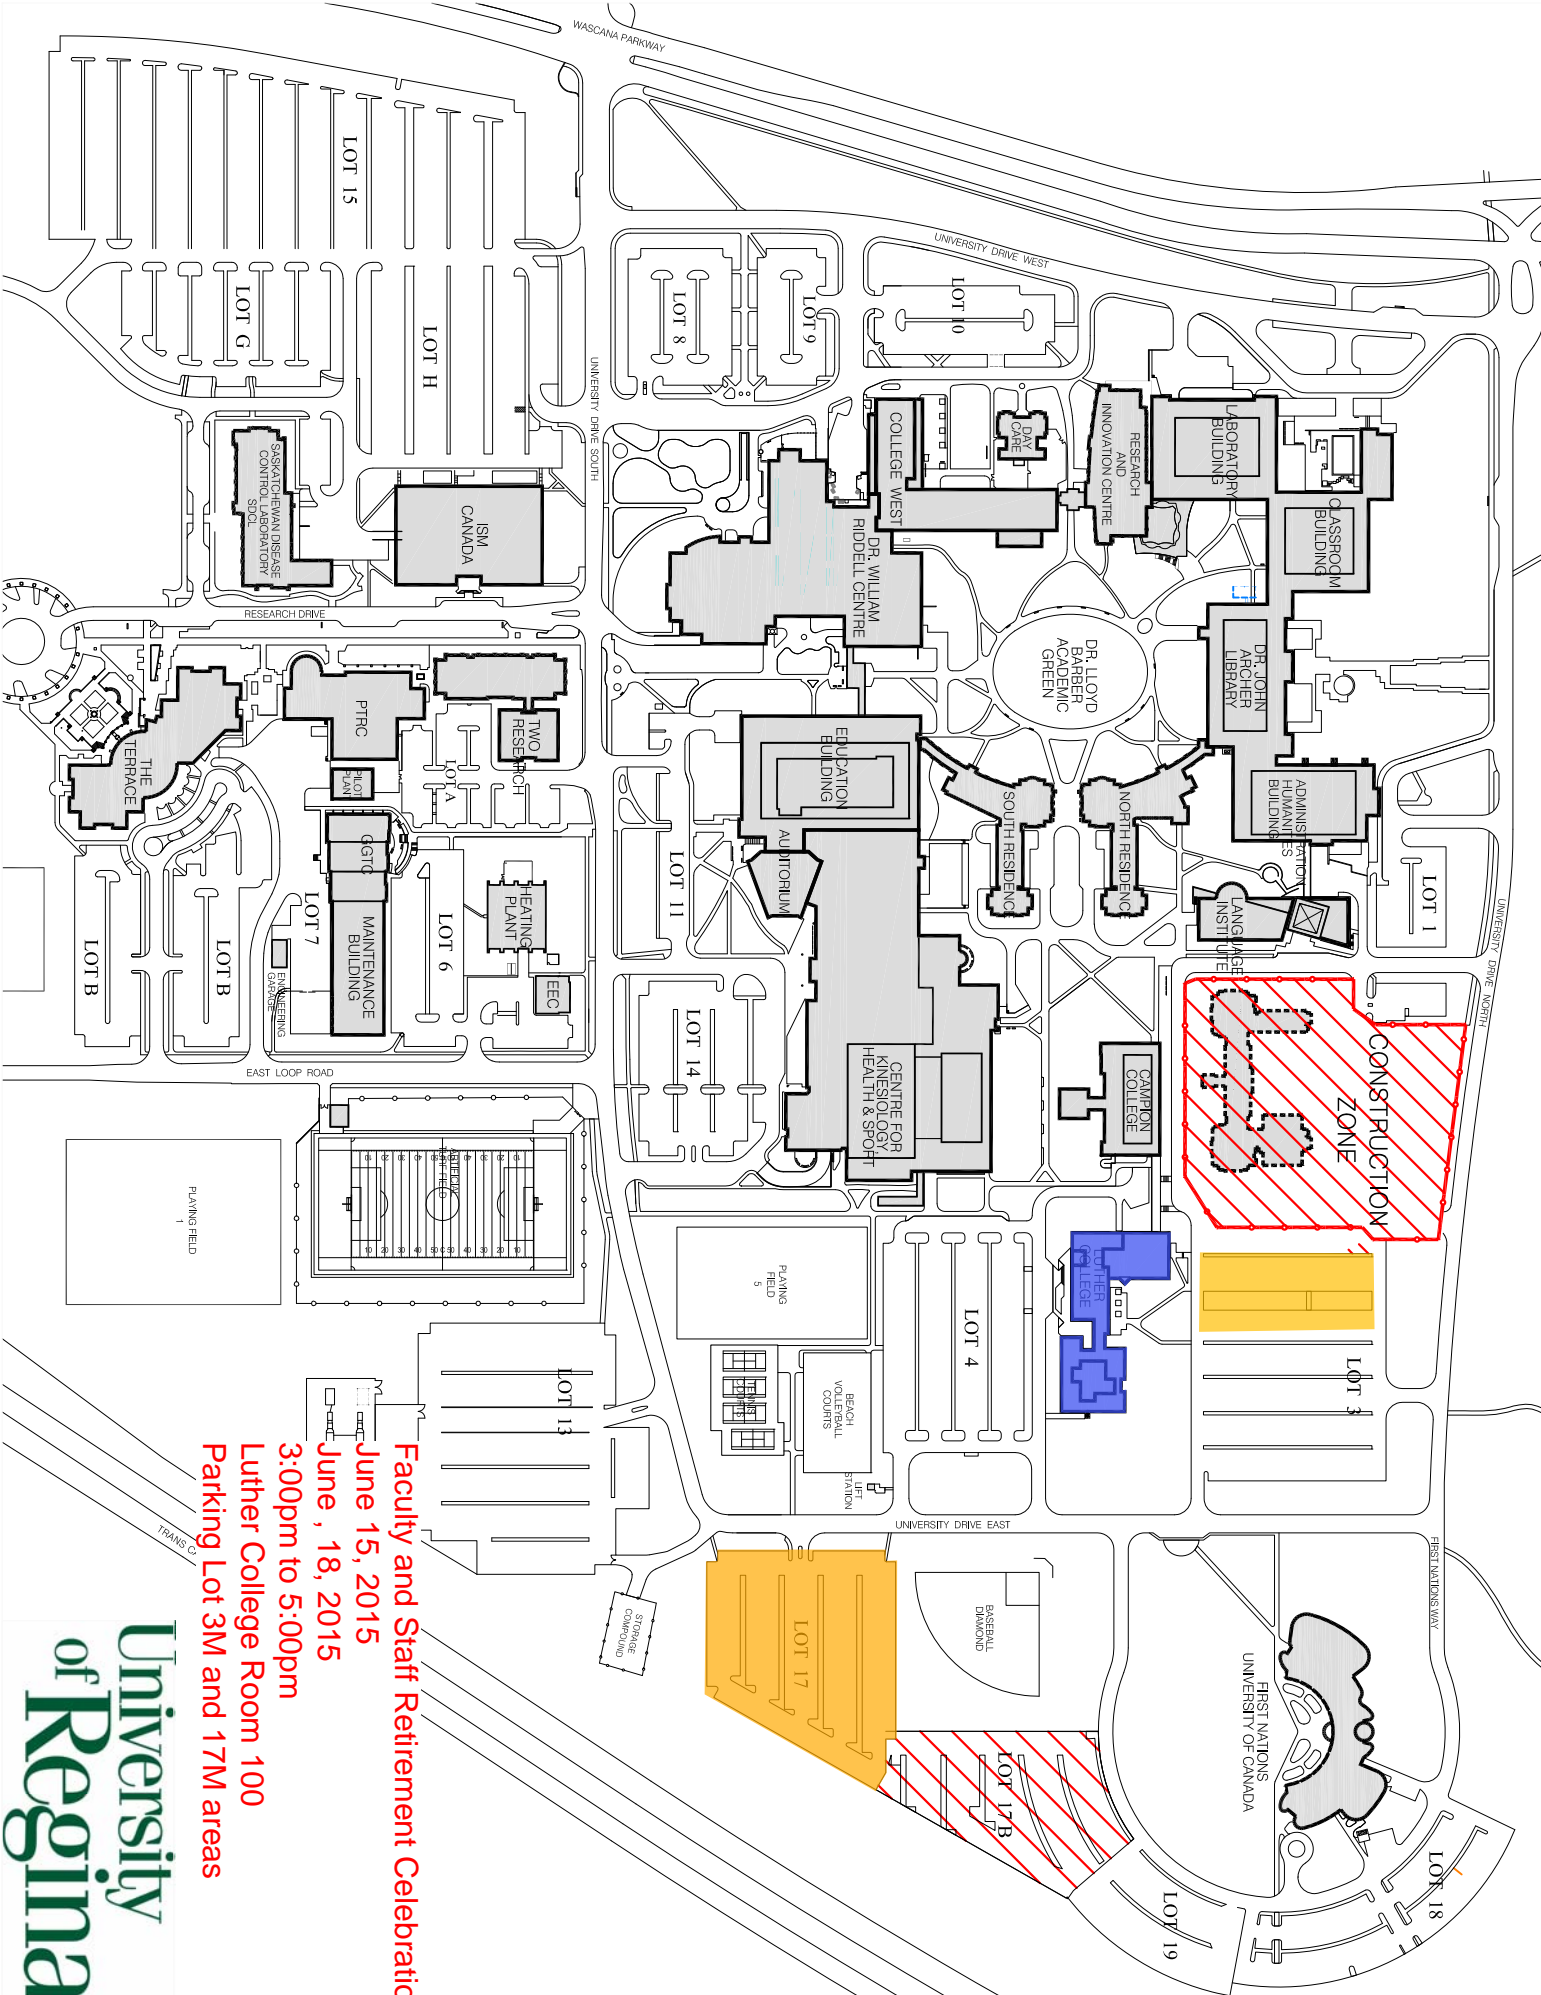 WASCANA PARKWAY
UNIVERSITY DRIVE WEST
UNIVERSITY DRIVE NORTH
FIRST NATIONS WAY
LOT 10
LOT 9
LOT 8
LOT 15
LOT G
LOT H
UNIVERSITY DRIVE SOUTH
LABORATORY
BUILDING
CLASSROOM
BUILDING
RESEARCH
AND
INNOVATION CENTRE
DAY
CARE
COLLEGE WEST
DR. WILLIAM
RIDDELL CENTRE
ISM
CANADA
SASKATCHEWAN DISEASE
CONTROL LABORATORY
SDCL
RESEARCH DRIVE
DR. JOHN
ARCHER
LIBRARY
DR. LLOYD
BARBER
ACADEMIC
GREEN
ADMINISTRATION
HUMANITIES
BUILDING
NORTH RESIDENCE
SOUTH RESIDENCE
EDUCATION
BUILDING
AUDITORIUM
TWO
RESEARCH
PTRC
PILOT
PLANT
LOT A
THE
TERRACE
GGTC
MAINTENANCE
BUILDING
HEATING
PLANT
EEC
LOT 1
LANGUAGE
INSTITUTE
LOT 11
LOT 6
LOT 7
ENGINEERING
GARAGE
LOT B
LOT B
CONSTRUCTION
ZONE
CAMPION
COLLEGE
CENTRE FOR
KINESIOLOGY,
HEALTH & SPORT
LOT 14
EAST LOOP ROAD
ARTIFICIAL
TURF FIELD
PLAYING FIELD
1
LUTHER
COLLEGE
LOT 3
LOT 4
PLAYING
FIELD
5
TENNIS
COURTS
BEACH
VOLLEYBALL
COURTS
LIFT
STATION
LOT 13
UNIVERSITY DRIVE EAST
BASEBALL
DIAMOND
STORAGE
COMPOUND
LOT 17
LOT 17B
FIRST NATIONS
UNIVERSITY OF CANADA
LOT 18
LOT 19
TRANS C
Faculty and Staff Retirement Celebratio
June 15, 2015
June , 18, 2015
3:00pm to 5:00pm
Luther College Room 100
Parking Lot 3M and 17M areas
University
of Regina